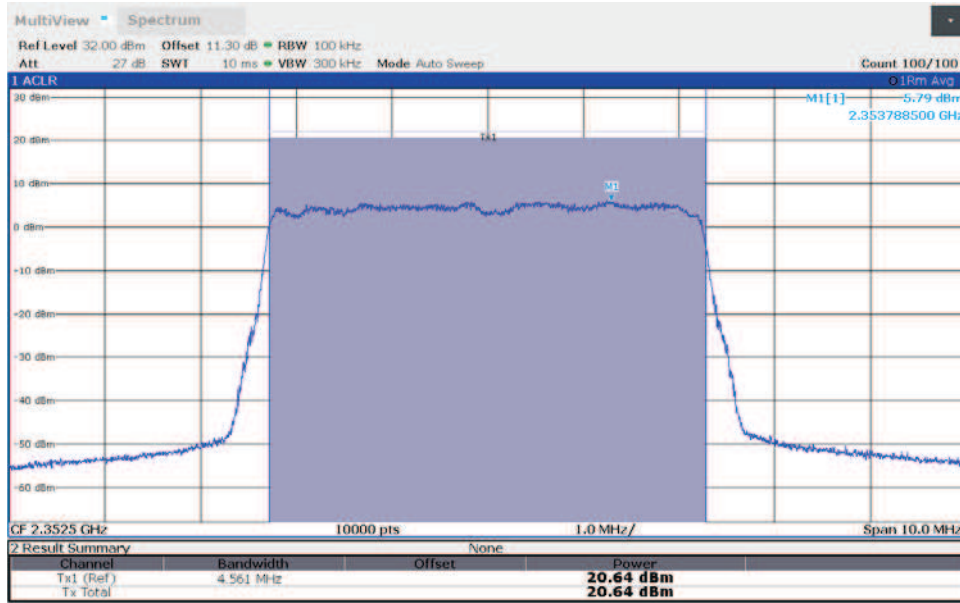 MultiView Spectrum
Ref Level 32.00 dBm Offset 11.30 dB RBW 100 kHz
Att 27 dB SWT 10 ms VBW 300 kHz Mode Auto Sweep Count 100/100
1 ACLR 1Rm Avg
M1[1] 5.79 dBm
2.353788500 GHz
30 dBm
Tx1
20 dBm
10 dBm
M1
0 dBm
-10 dBm
-20 dBm
-30 dBm
-40 dBm
-50 dBm
-60 dBm
CF 2.3525 GHz 10000 pts 1.0 MHz/ Span 10.0 MHz
2 Result Summary None
Channel Bandwidth Offset Power
Tx1 (Ref) 4.561 MHz 20.64 dBm
Tx Total 20.64 dBm